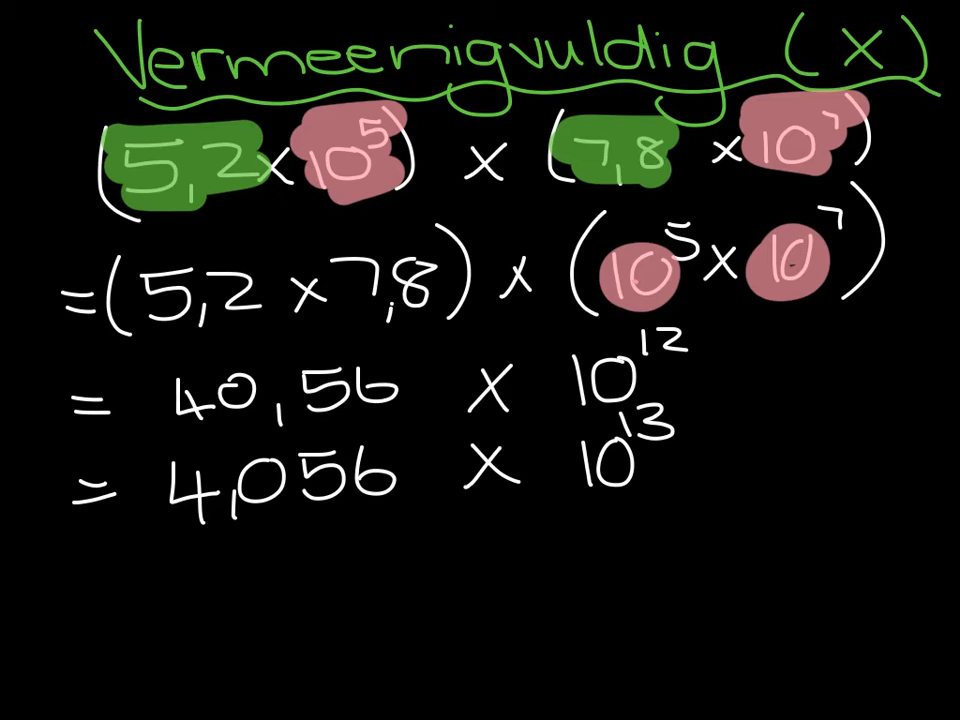 Vermeenigvuldig (x)
(5,2 x 10⁵) x (7,8 x 10⁷)
= (5,2 x 7,8) x (10⁵ x 10⁷)
= 40,56 x 10¹²
= 4,056 x 10¹³